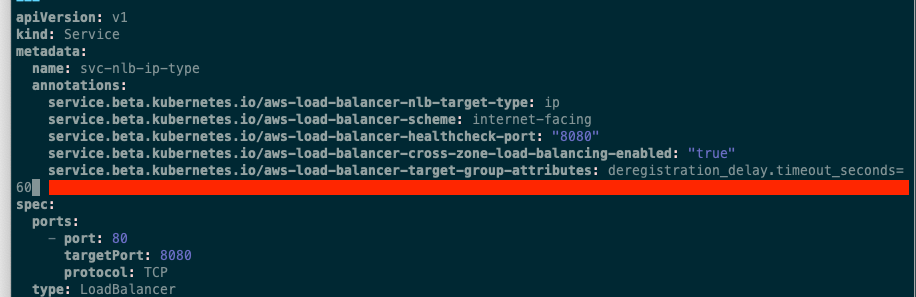 apiVersion: v1
kind: Service
metadata:
  name: svc-nlb-ip-type
  annotations:
    service.beta.kubernetes.io/aws-load-balancer-nlb-target-type: ip
    service.beta.kubernetes.io/aws-load-balancer-scheme: internet-facing
    service.beta.kubernetes.io/aws-load-balancer-healthcheck-port: "8080"
    service.beta.kubernetes.io/aws-load-balancer-cross-zone-load-balancing-enabled: "true"
    service.beta.kubernetes.io/aws-load-balancer-target-group-attributes: deregistration_delay.timeout_seconds=
60
spec:
  ports:
    - port: 80
      targetPort: 8080
      protocol: TCP
  type: LoadBalancer